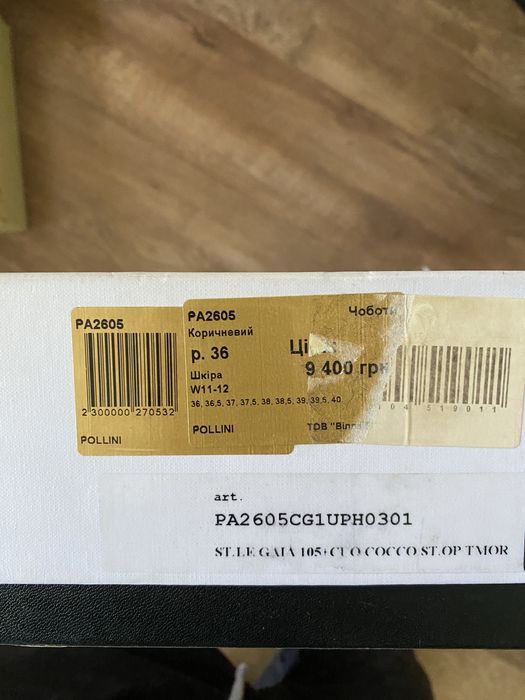 PA2605
2 300000 270532
POLLINI
PA2605
Чоботи
Коричневий
р. 36
Шкіра
9 400 грн
W11-12
36, 36,5, 37, 37,5, 38, 38,5, 39, 39,5, 40
POLLINI
ТОВ
519011
art.
PA2605CG1UPH0301
ST.LE GAIA 105+CUO COCCO ST.OP TMOR